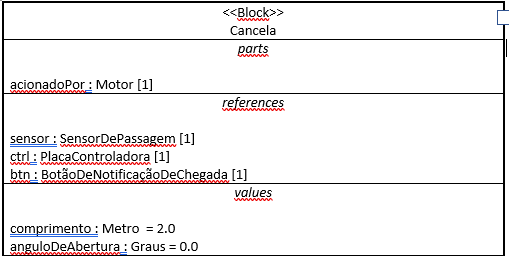 <<Block>>
Cancela
parts
acionadoPor : Motor [1]
references
sensor : SensorDePassagem [1]
ctrl : PlacaControladora [1]
btn : BotãoDeNotificaçãoDeChegada [1]
values
comprimento : Metro = 2.0
anguloDeAbertura : Graus = 0.0